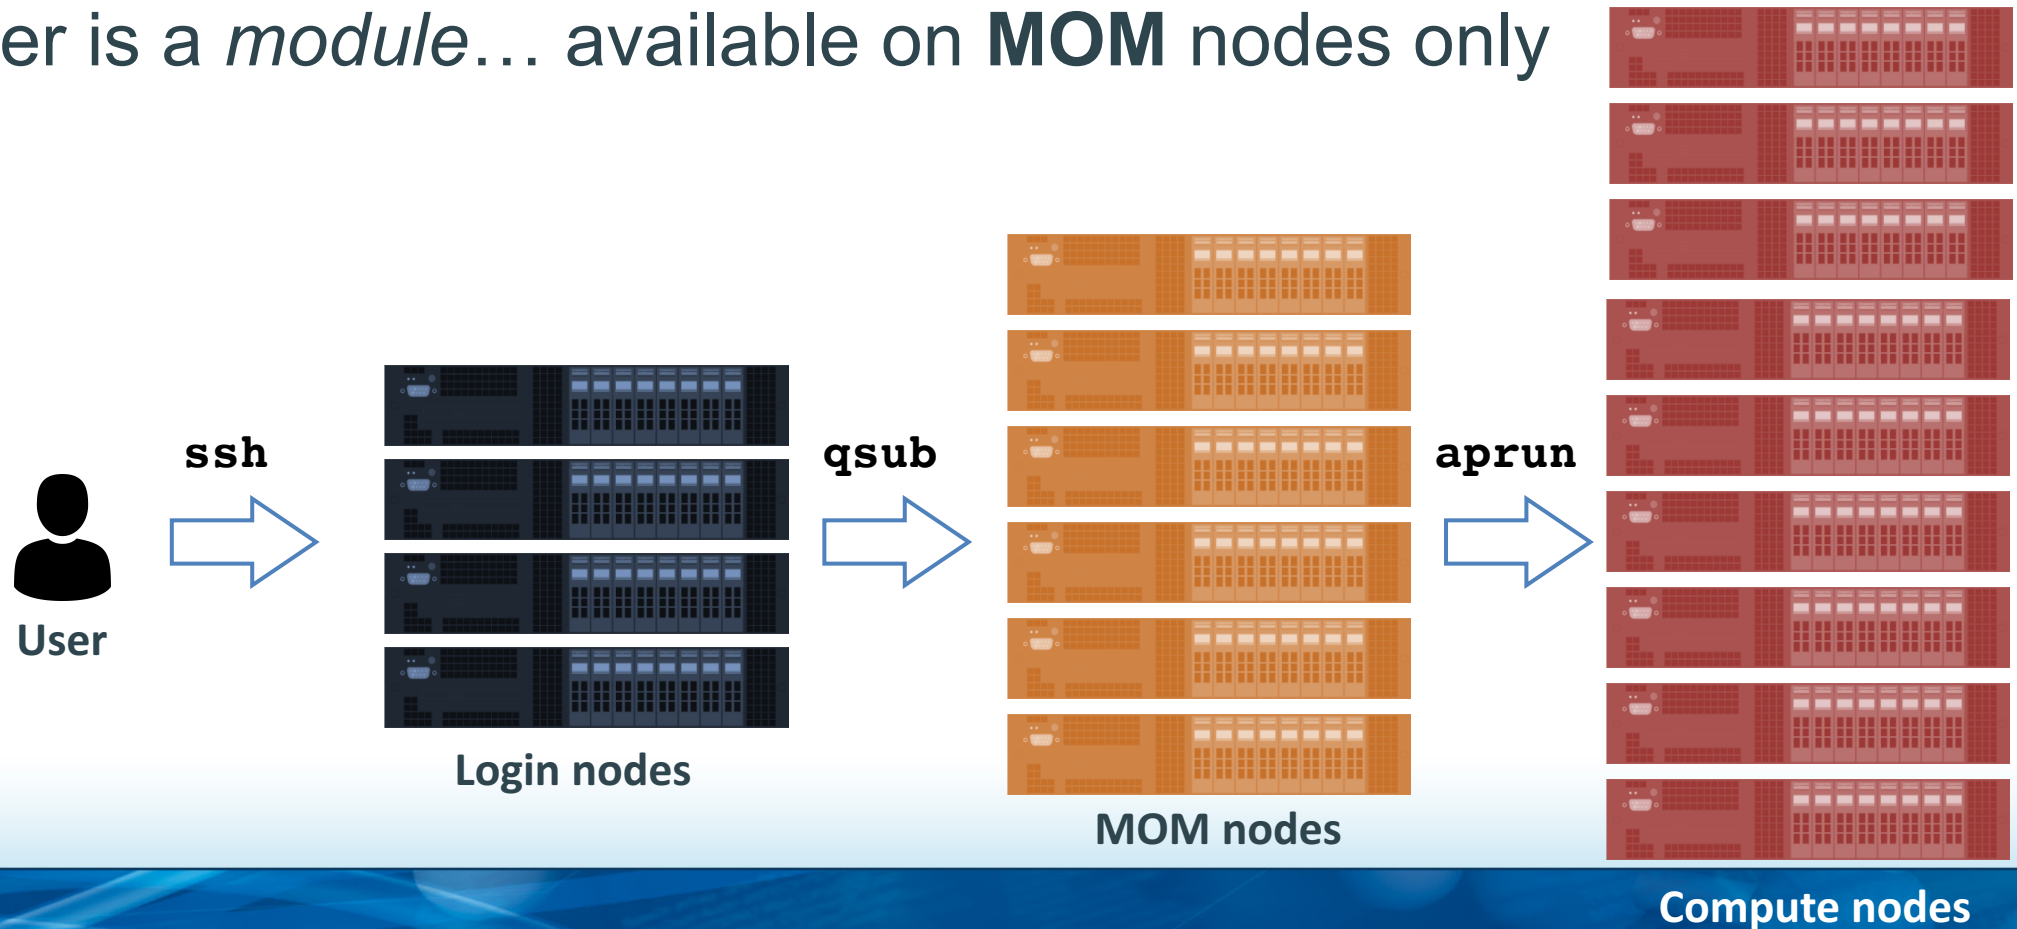 er is a module… available on MOM nodes only
ssh
qsub
aprun
User
Login nodes
MOM nodes
Compute nodes